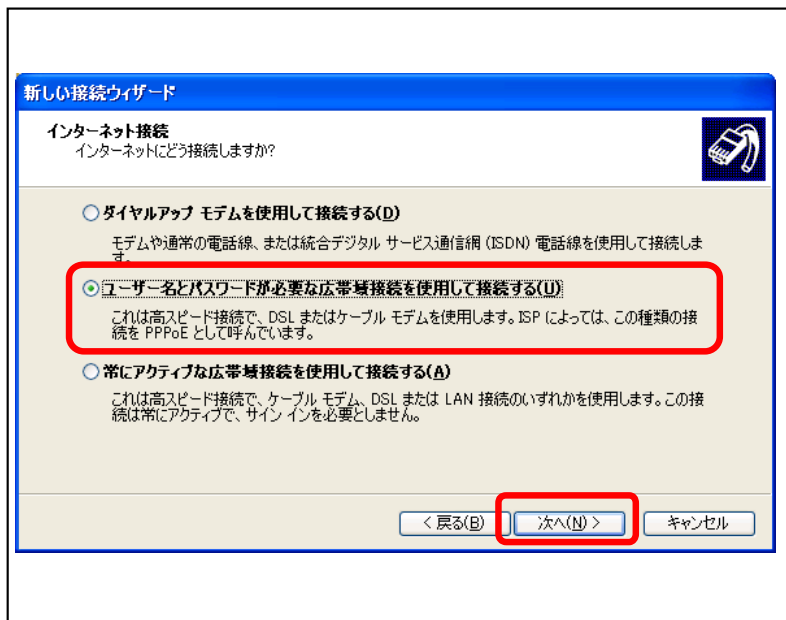 新しい接続ウィザード
インターネット接続
インターネットにどう接続しますか?
ダイヤルアップ モデムを使用して接続する(D)
モデムや通常の電話線、または統合デジタル サービス通信網 (ISDN) 電話線を使用して接続しま
す。
ユーザー名とパスワードが必要な広帯域接続を使用して接続する(U)
これは高スピード接続で、DSL またはケーブル モデムを使用します。ISP によっては、この種類の接
続を PPPoE として呼んでいます。
常にアクティブな広帯域接続を使用して接続する(A)
これは高スピード接続で、ケーブル モデム、DSL または LAN 接続のいずれかを使用します。この接
続は常にアクティブで、サイン インを必要としません。
< 戻る(B) 次へ(N) > キャンセル